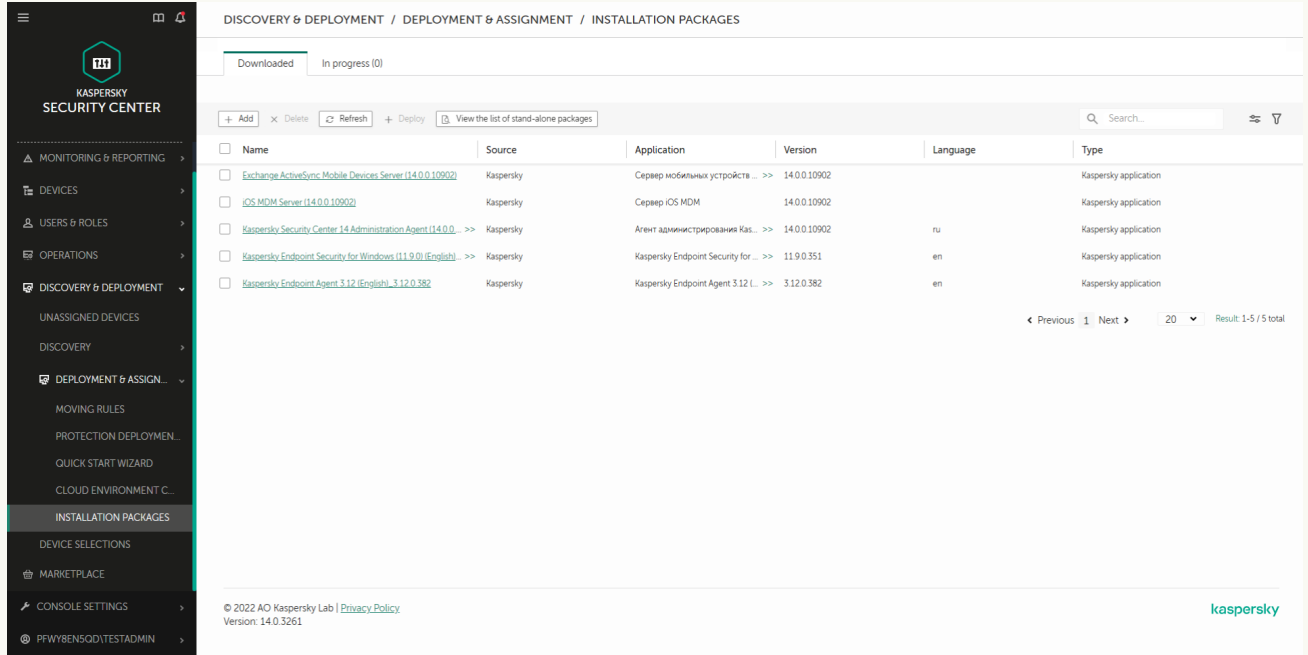 DISCOVERY & DEPLOYMENT / DEPLOYMENT & ASSIGNMENT / INSTALLATION PACKAGES
KASPERSKY
SECURITY CENTER
MONITORING & REPORTING
DEVICES
USERS & ROLES
OPERATIONS
DISCOVERY & DEPLOYMENT
UNASSIGNED DEVICES
DISCOVERY
DEPLOYMENT & ASSIGN...
MOVING RULES
PROTECTION DEPLOYMEN...
QUICK START WIZARD
CLOUD ENVIRONMENT C...
INSTALLATION PACKAGES
DEVICE SELECTIONS
MARKETPLACE
CONSOLE SETTINGS
PFWY8EN5QD\TESTADMIN
Downloaded In progress (0)
+ Add × Delete Refresh + Deploy View the list of stand-alone packages Search...
Name Source Application Version Language Type
Exchange ActiveSync Mobile Devices Server (14.0.0.10902) Kaspersky Сервер мобильных устройств ... >> 14.0.0.10902 Kaspersky application
iOS MDM Server (14.0.0.10902) Kaspersky Сервер iOS MDM 14.0.0.10902 Kaspersky application
Kaspersky Security Center 14 Administration Agent (14.0.0.... >> Kaspersky Агент администрирования Kas... >> 14.0.0.10902 ru Kaspersky application
Kaspersky Endpoint Security for Windows (11.9.0) (English)... >> Kaspersky Kaspersky Endpoint Security for ... >> 11.9.0.351 en Kaspersky application
Kaspersky Endpoint Agent 3.12 (English)_3.12.0.382 Kaspersky Kaspersky Endpoint Agent 3.12 (... >> 3.12.0.382 en Kaspersky application
Previous 1 Next 20 Result: 1-5 / 5 total
© 2022 AO Kaspersky Lab | Privacy Policy
Version: 14.0.3261
kaspersky